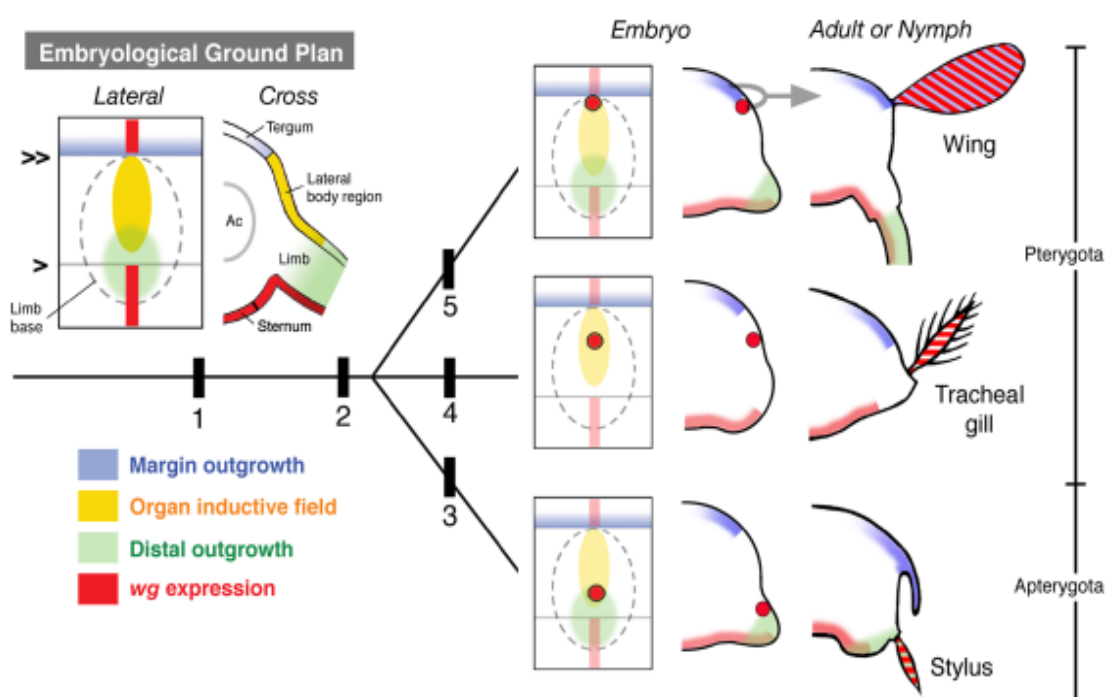 Embryological Ground Plan
Lateral
Cross
Tergum
Lateral
body region
Ac
Limb
Limb
base
Sternum
>>
>
1
2
5
4
3
Margin outgrowth
Organ inductive field
Distal outgrowth
wg expression
Embryo
Adult or Nymph
Wing
Tracheal
gill
Stylus
Pterygota
Apterygota